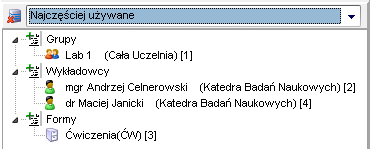 Najczęściej używane
Grupy
Lab 1 (Cała Uczelnia) [1]
Wykładowcy
mgr Andrzej Celnerowski (Katedra Badań Naukowych) [2]
dr Maciej Janicki (Katedra Badań Naukowych) [4]
Formy
Ćwiczenia(ĆW) [3]